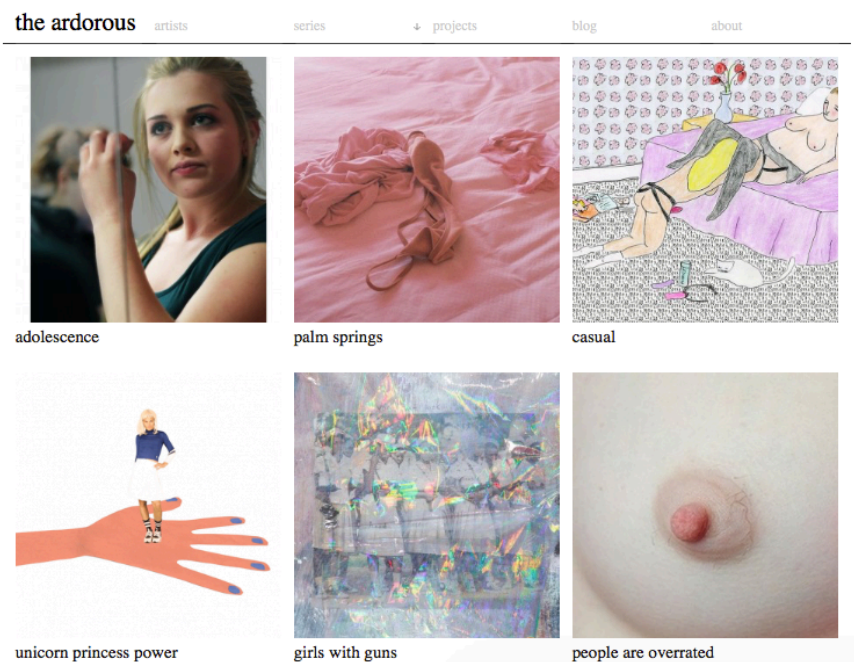 the ardorous artists series ↓ projects blog about
adolescence palm springs casual
unicorn princess power girls with guns people are overrated